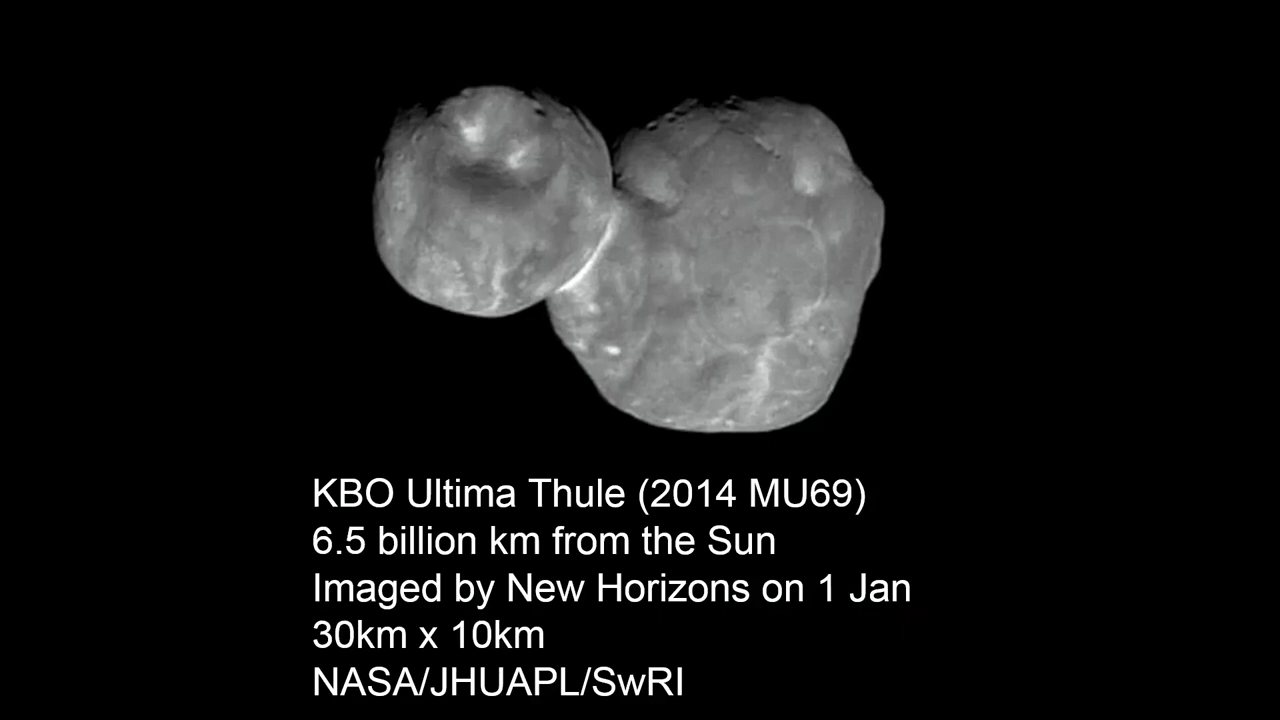 KBO Ultima Thule (2014 MU69)
6.5 billion km from the Sun
Imaged by New Horizons on 1 Jan
30km x 10km
NASA/JHUAPL/SwRI